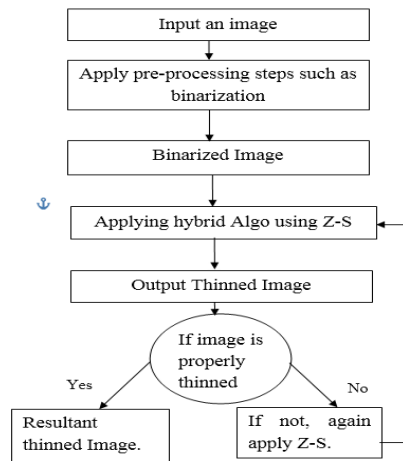 Input an image
Apply pre-processing steps such as
binarization
Binarized Image
Applying hybrid Algo using Z-S
Output Thinned Image
If image is
properly
thinned
Yes
No
Resultant
thinned Image.
If not, again
apply Z-S.